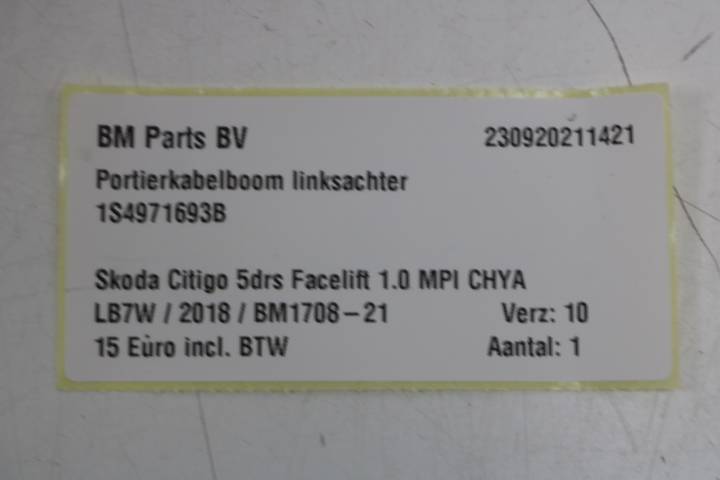 BM Parts BV 230920211421
Portierkabelboom linksachter
1S4971693B
Skoda Citigo 5drs Facelift 1.0 MPI CHYA
LB7W / 2018 / BM1708-21 Verz: 10
15 Euro incl. BTW Aantal: 1